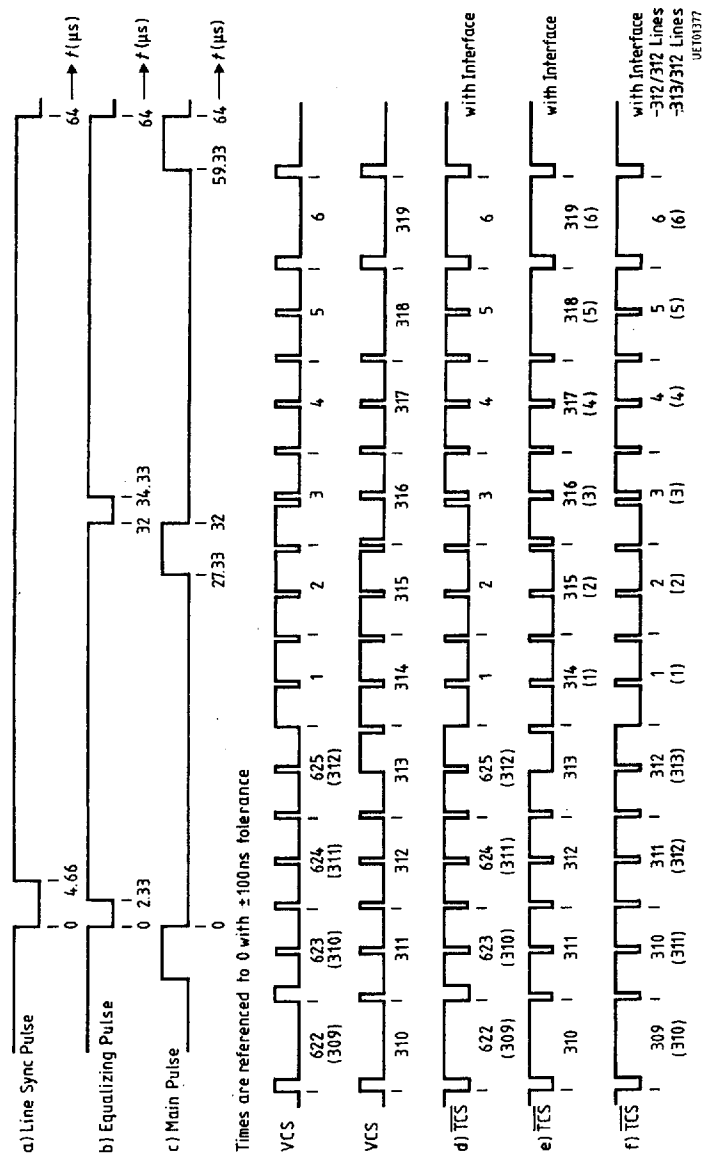 a) Line Sync Pulse
0 4.66 64 t (µs)
b) Equalizing Pulse
0 2.33 32 34.33 64 t (µs)
c) Main Pulse
0 27.33 32 59.33 64 t (µs)
Times are referenced to 0 with ±100ns tolerance
VCS
622 623 624 625 1 2 3 4 5 6
(309) (310) (311) (312)
VCS
310 311 312 313 314 315 316 317 318 319
d) TCS with Interface
622 623 624 625 1 2 3 4 5 6
(309) (310) (311) (312)
e) TCS with Interface
310 311 312 313 314 315 316 317 318 319
(1) (2) (3) (4) (5) (6)
f) TCS with Interface
309 310 311 312 1 2 3 4 5 6 -312/312 Lines
(310) (311) (312) (313) (1) (2) (3) (4) (5) (6) -313/312 Lines
UET01377